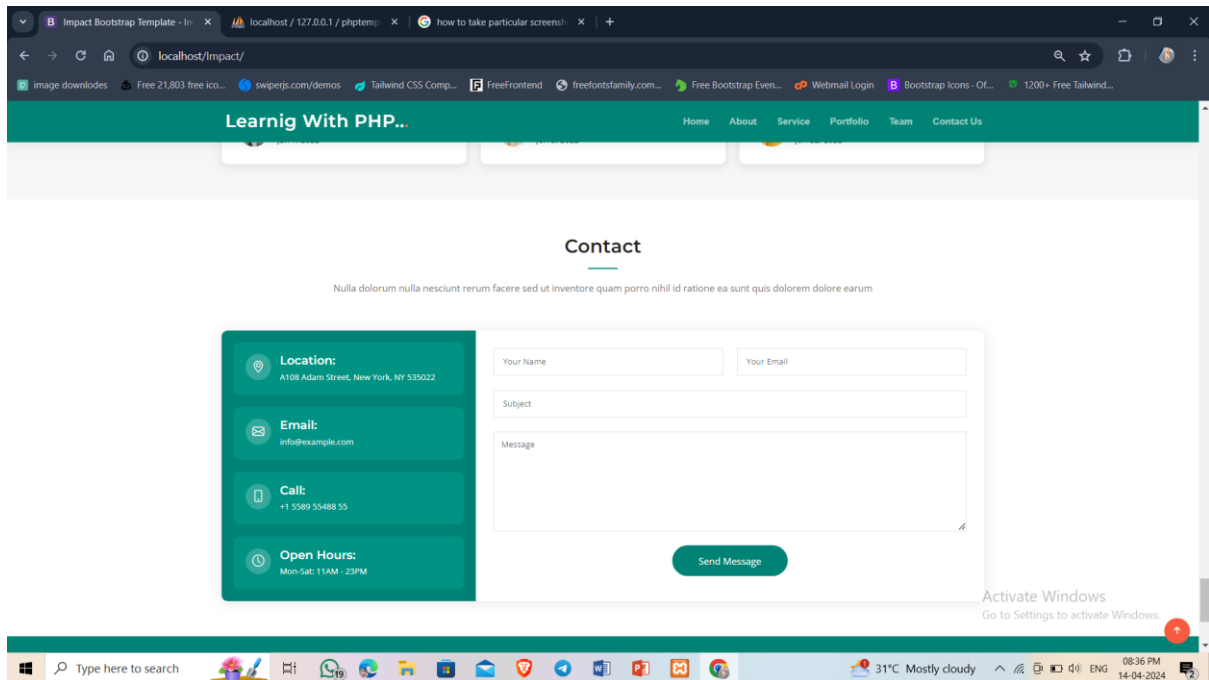 Impact Bootstrap Template - In
localhost / 127.0.0.1 / phptemp
how to take particular screensh
localhost/Impact/
image downlodes
Free 21,803 free ico...
swiperjs.com/demos
Tailwind CSS Comp...
FreeFrontend
freefontsfamily.com...
Free Bootstrap Even...
Webmail Login
Bootstrap Icons · Of...
1200+ Free Tailwind...
Learnig With PHP...
Home
About
Service
Portfolio
Team
Contact Us
Contact
Nulla dolorum nulla nesciunt rerum facere sed ut inventore quam porro nihil id ratione ea sunt quis dolorem dolore earum
Location:
A108 Adam Street, New York, NY 535022
Email:
info@example.com
Call:
+1 5589 55488 55
Open Hours:
Mon-Sat: 11AM - 23PM
Your Name
Your Email
Subject
Message
Send Message
Activate Windows
Go to Settings to activate Windows.
Type here to search
19
31°C Mostly cloudy
ENG
08:36 PM
14-04-2024
2